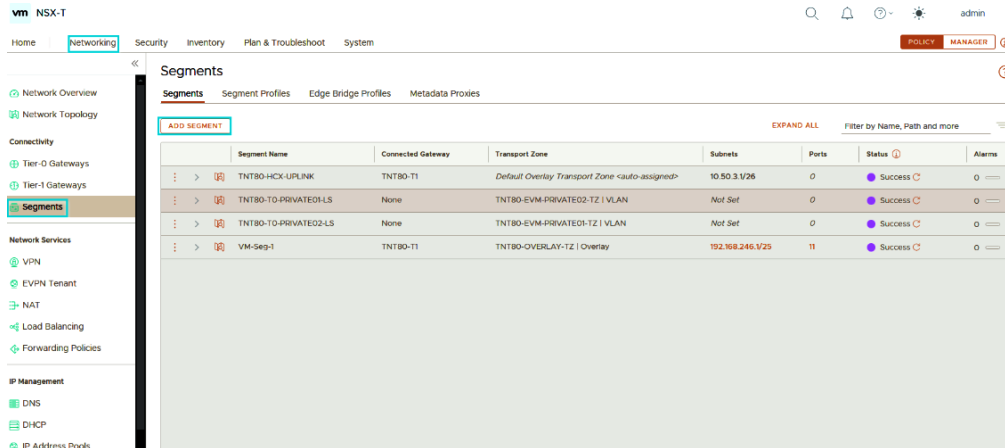 vm NSX-T admin
Home Networking Security Inventory Plan & Troubleshoot System POLICY MANAGER
Segments
Segments Segment Profiles Edge Bridge Profiles Metadata Proxies
Network Overview
Network Topology
Connectivity
Tier-0 Gateways
Tier-1 Gateways
Segments
Network Services
VPN
EVPN Tenant
NAT
Load Balancing
Forwarding Policies
IP Management
DNS
DHCP
IP Address Pools
ADD SEGMENT EXPAND ALL Filter by Name, Path and more
Segment Name Connected Gateway Transport Zone Subnets Ports Status Alarms
TNT80-HCX-UPLINK TNT80-T1 Default Overlay Transport Zone <auto-assigned> 10.50.3.1/26 0 Success 0
TNT80-T0-PRIVATE01-LS None TNT80-EVM-PRIVATE02-TZ | VLAN Not Set 0 Success 0
TNT80-T0-PRIVATE02-LS None TNT80-EVM-PRIVATE01-TZ | VLAN Not Set 0 Success 0
VM-Seg-1 TNT80-T1 TNT80-OVERLAY-TZ | Overlay 192.168.246.1/25 11 Success 0